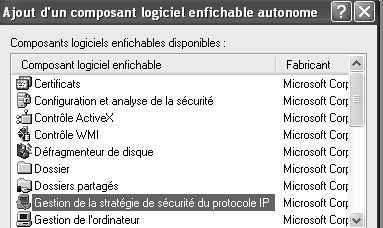 Ajout d'un composant logiciel enfichable autonome
Composants logiciels enfichables disponibles :
Composant logiciel enfichable Fabricant
Certificats Microsoft Corp
Configuration et analyse de la sécurité Microsoft Corp
Contrôle ActiveX Microsoft Corp
Contrôle WMI Microsoft Corp
Défragmenteur de disque Microsoft Corp
Dossier Microsoft Corp
Dossiers partagés Microsoft Corp
Gestion de la stratégie de sécurité du protocole IP Microsoft Corp
Gestion de l'ordinateur Microsoft Corp